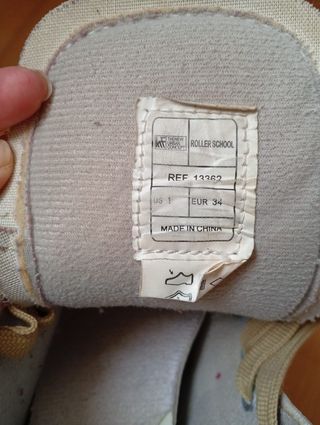 ROLLER SCHOOL
REF. 13362
US 1
EUR 34
MADE IN CHINA